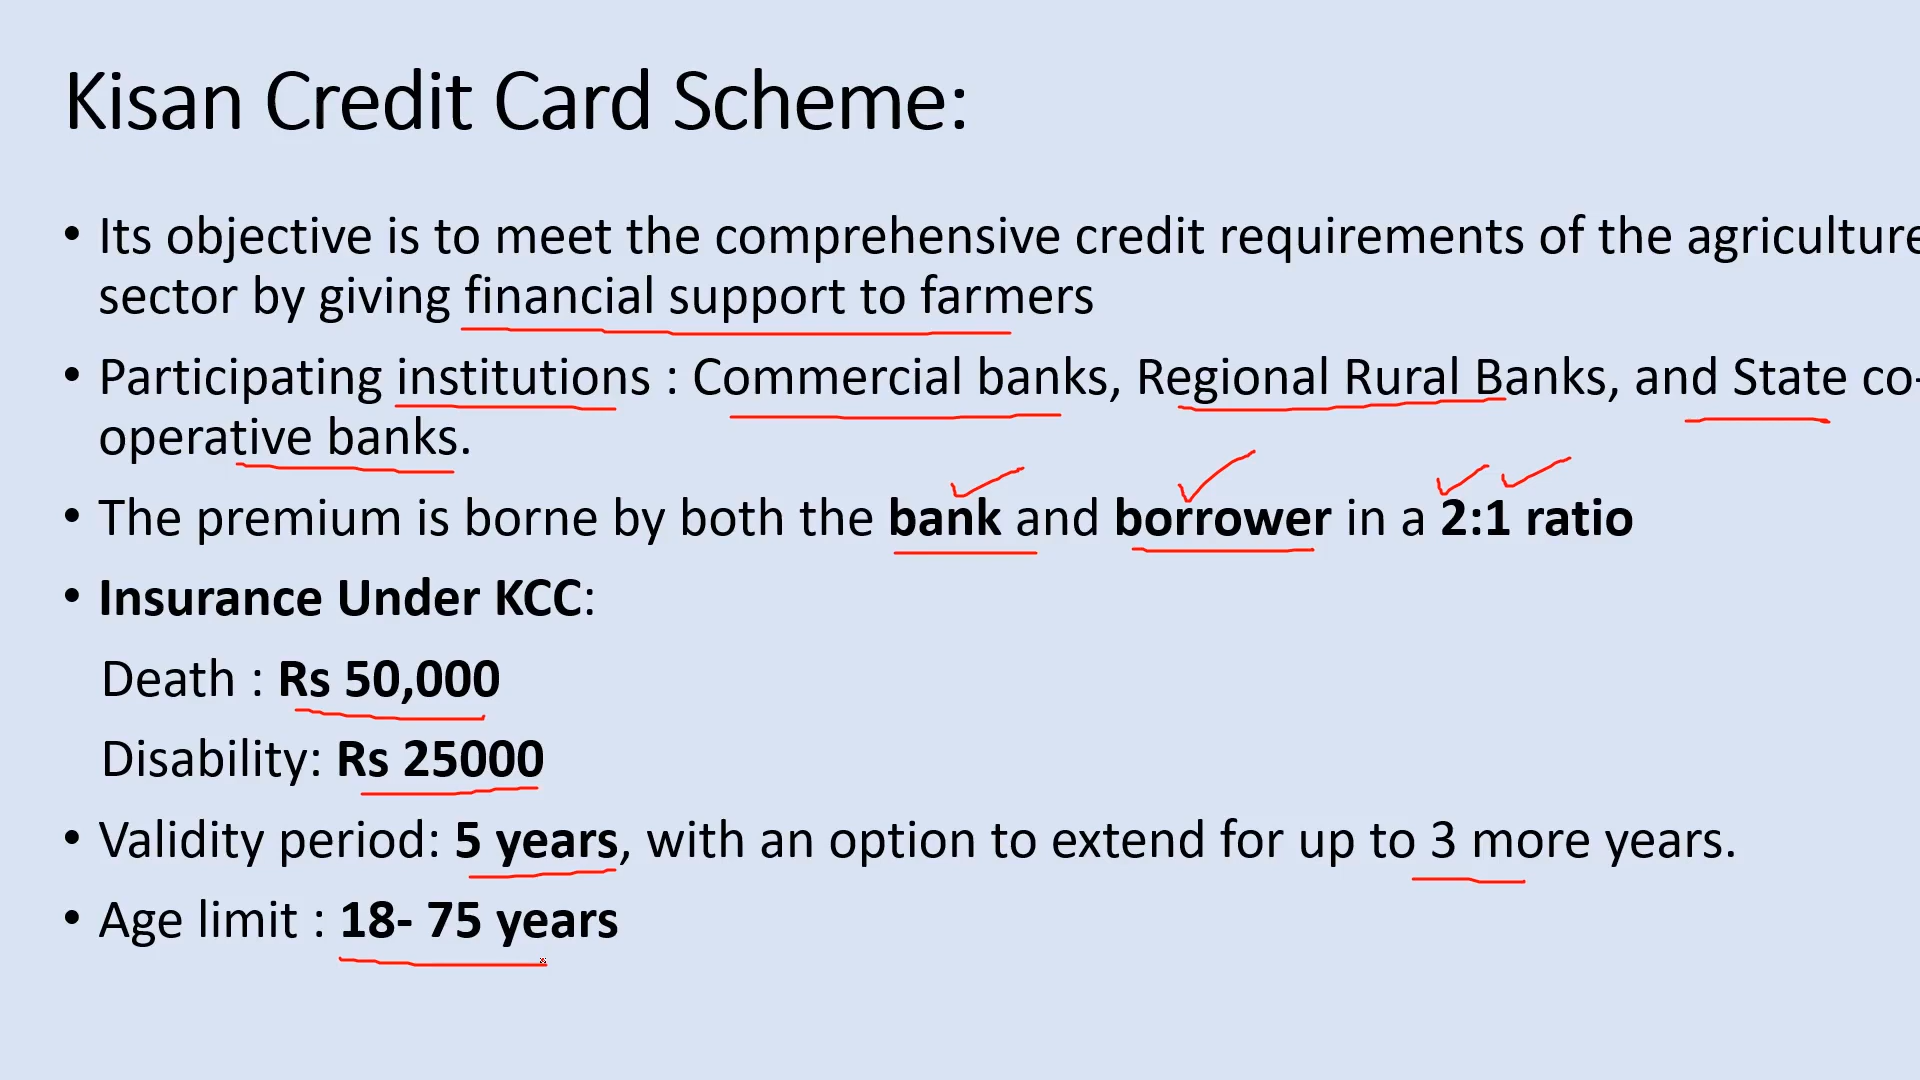 Kisan Credit Card Scheme:
• Its objective is to meet the comprehensive credit requirements of the agriculture
sector by giving financial support to farmers
• Participating institutions : Commercial banks, Regional Rural Banks, and State co-
operative banks.
• The premium is borne by both the bank and borrower in a 2:1 ratio
• Insurance Under KCC:
Death : Rs 50,000
Disability: Rs 25000
• Validity period: 5 years, with an option to extend for up to 3 more years.
• Age limit : 18- 75 years